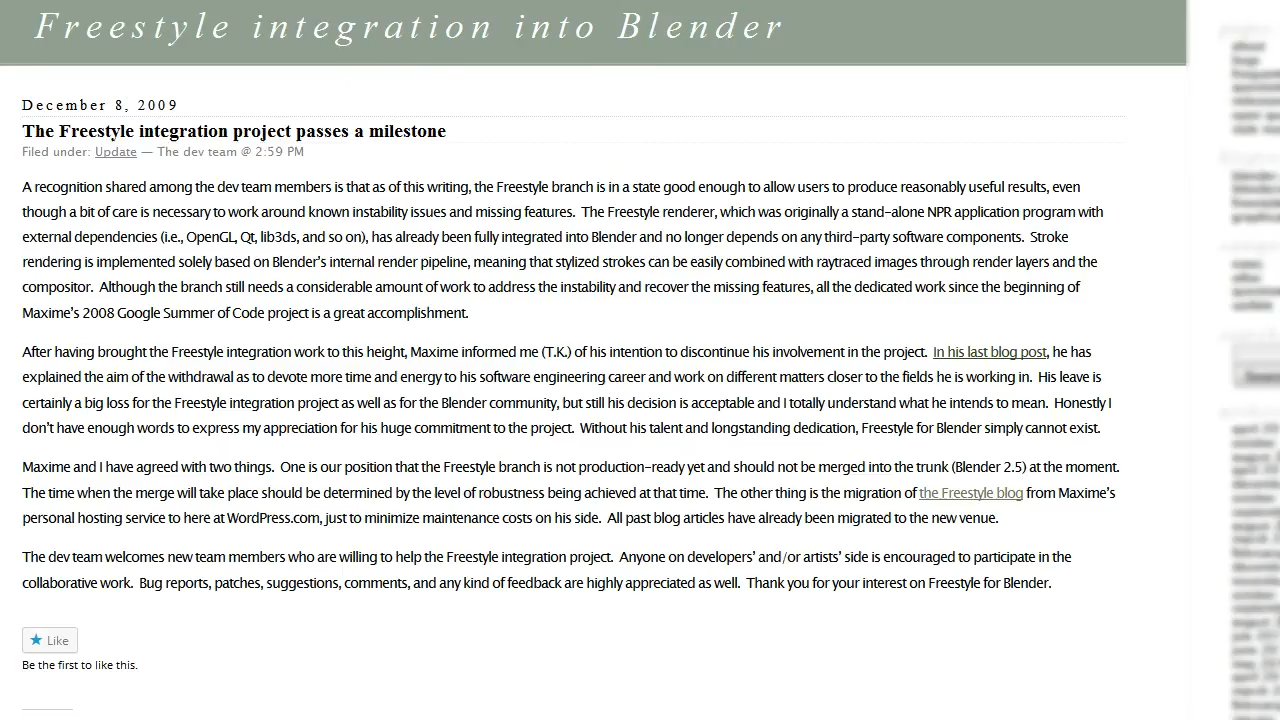 Freestyle integration into Blender
December 8, 2009
The Freestyle integration project passes a milestone
Filed under: Update — The dev team @ 2:59 PM
A recognition shared among the dev team members is that as of this writing, the Freestyle branch is in a state good enough to allow users to produce reasonably useful results, even
though a bit of care is necessary to work around known instability issues and missing features. The Freestyle renderer, which was originally a stand-alone NPR application program with
external dependencies (i.e., OpenGL, Qt, lib3ds, and so on), has already been fully integrated into Blender and no longer depends on any third-party software components. Stroke
rendering is implemented solely based on Blender's internal render pipeline, meaning that stylized strokes can be easily combined with raytraced images through render layers and the
compositor. Although the branch still needs a considerable amount of work to address the instability and recover the missing features, all the dedicated work since the beginning of
Maxime's 2008 Google Summer of Code project is a great accomplishment.
After having brought the Freestyle integration work to this height, Maxime informed me (T.K.) of his intention to discontinue his involvement in the project. In his last blog post, he has
explained the aim of the withdrawal as to devote more time and energy to his software engineering career and work on different matters closer to the fields he is working in. His leave is
certainly a big loss for the Freestyle integration project as well as for the Blender community, but still his decision is acceptable and I totally understand what he intends to mean. Honestly I
don't have enough words to express my appreciation for his huge commitment to the project. Without his talent and longstanding dedication, Freestyle for Blender simply cannot exist.
Maxime and I have agreed with two things. One is our position that the Freestyle branch is not production-ready yet and should not be merged into the trunk (Blender 2.5) at the moment.
The time when the merge will take place should be determined by the level of robustness being achieved at that time. The other thing is the migration of the Freestyle blog from Maxime's
personal hosting service to here at WordPress.com, just to minimize maintenance costs on his side. All past blog articles have already been migrated to the new venue.
The dev team welcomes new team members who are willing to help the Freestyle integration project. Anyone on developers' and/or artists' side is encouraged to participate in the
collaborative work. Bug reports, patches, suggestions, comments, and any kind of feedback are highly appreciated as well. Thank you for your interest on Freestyle for Blender.
Like
Be the first to like this.